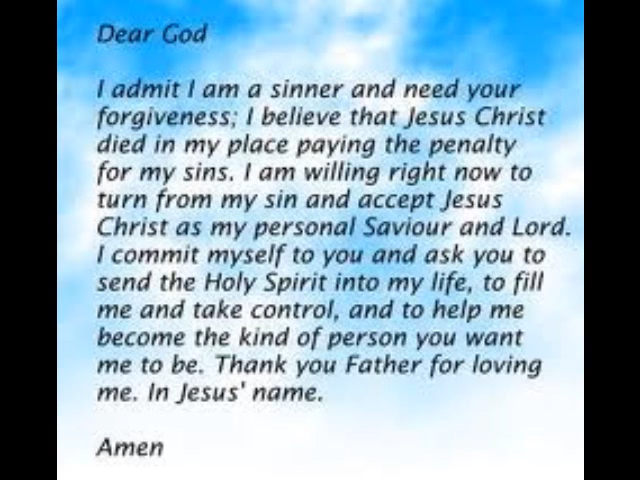 Dear God
I admit I am a sinner and need your
forgiveness; I believe that Jesus Christ
died in my place paying the penalty
for my sins. I am willing right now to
turn from my sin and accept Jesus
Christ as my personal Saviour and Lord.
I commit myself to you and ask you to
send the Holy Spirit into my life, to fill
me and take control, and to help me
become the kind of person you want
me to be. Thank you Father for loving
me. In Jesus' name.
Amen